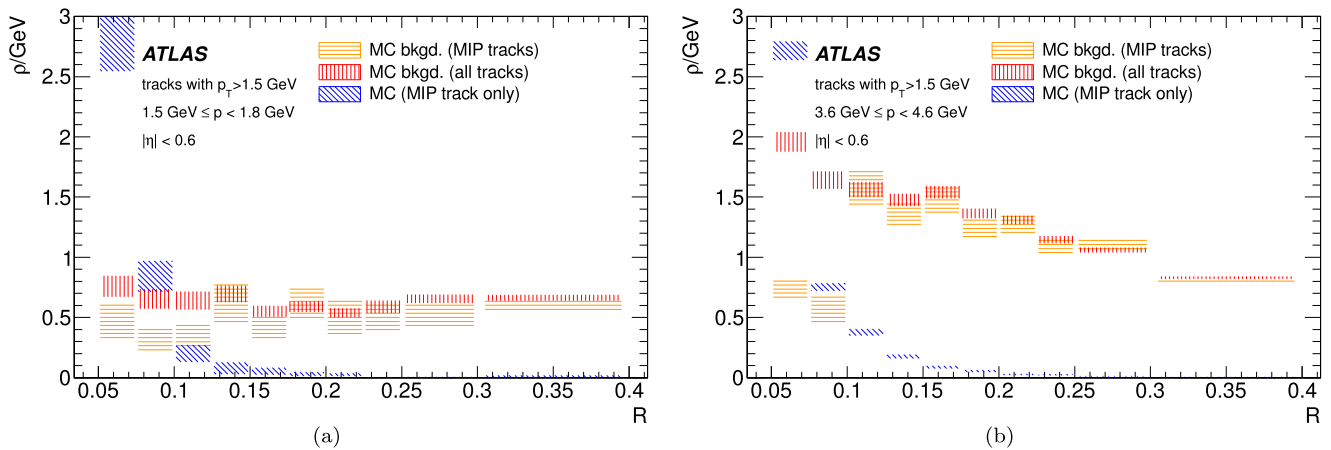 ρ/GeV
3
2.5
2
1.5
1
0.5
0
ATLAS
tracks with pT>1.5 GeV
1.5 GeV ≤ p < 1.8 GeV
|η| < 0.6
MC bkgd. (MIP tracks)
MC bkgd. (all tracks)
MC (MIP track only)
0.05 0.1 0.15 0.2 0.25 0.3 0.35 0.4
R
(a)
ρ/GeV
3
2.5
2
1.5
1
0.5
0
ATLAS
tracks with pT>1.5 GeV
3.6 GeV ≤ p < 4.6 GeV
|η| < 0.6
MC bkgd. (MIP tracks)
MC bkgd. (all tracks)
MC (MIP track only)
0.05 0.1 0.15 0.2 0.25 0.3 0.35 0.4
R
(b)